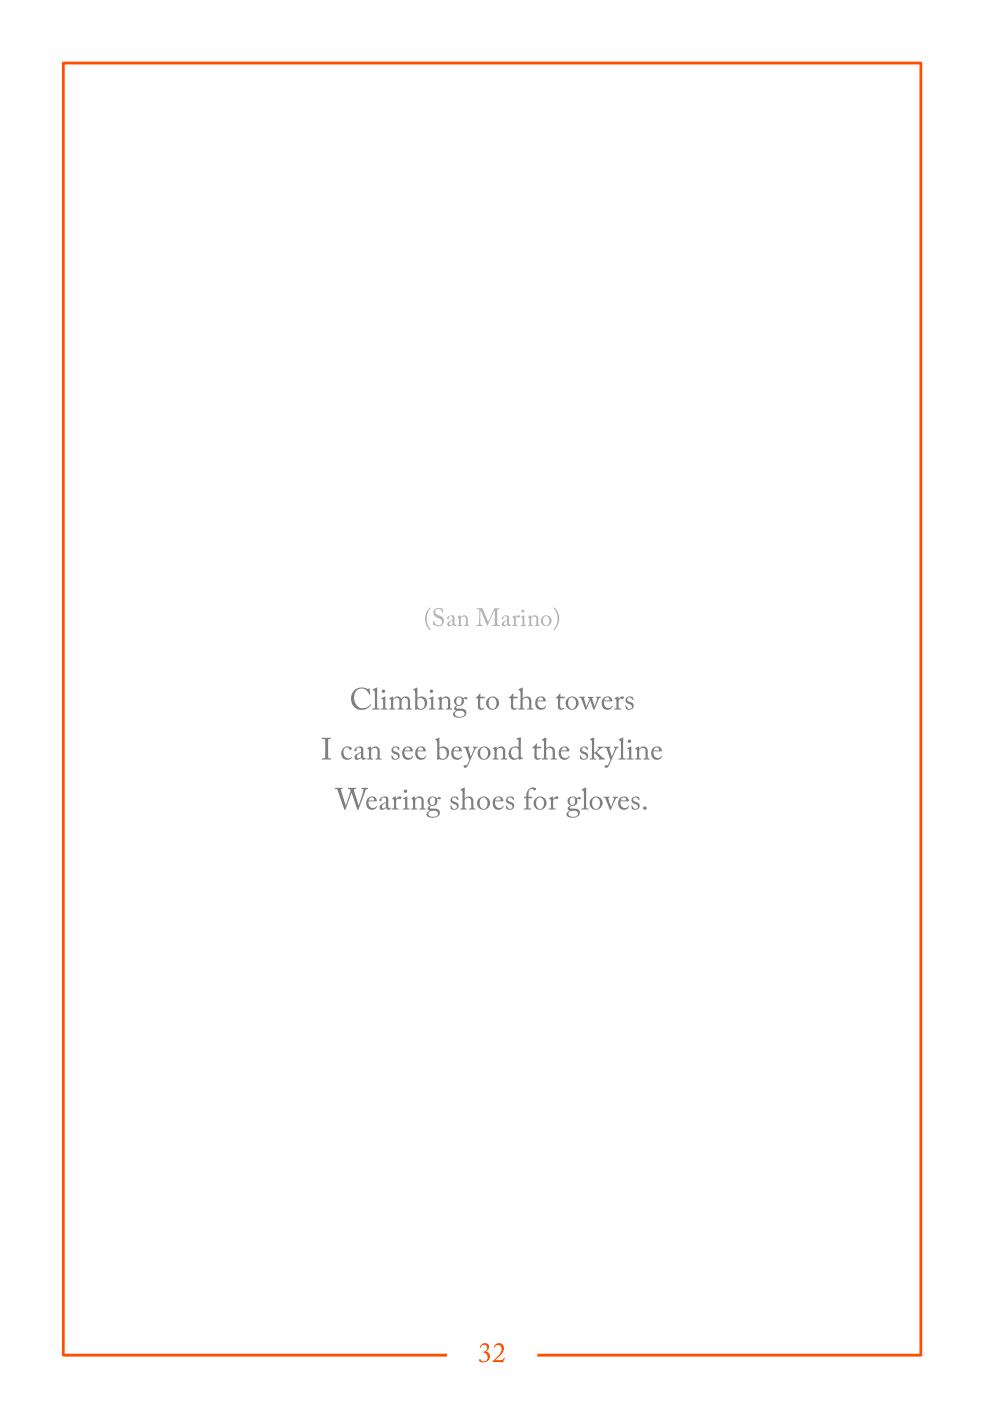 (San Marino)
Climbing to the towers
I can see beyond the skyline
Wearing shoes for gloves.
32